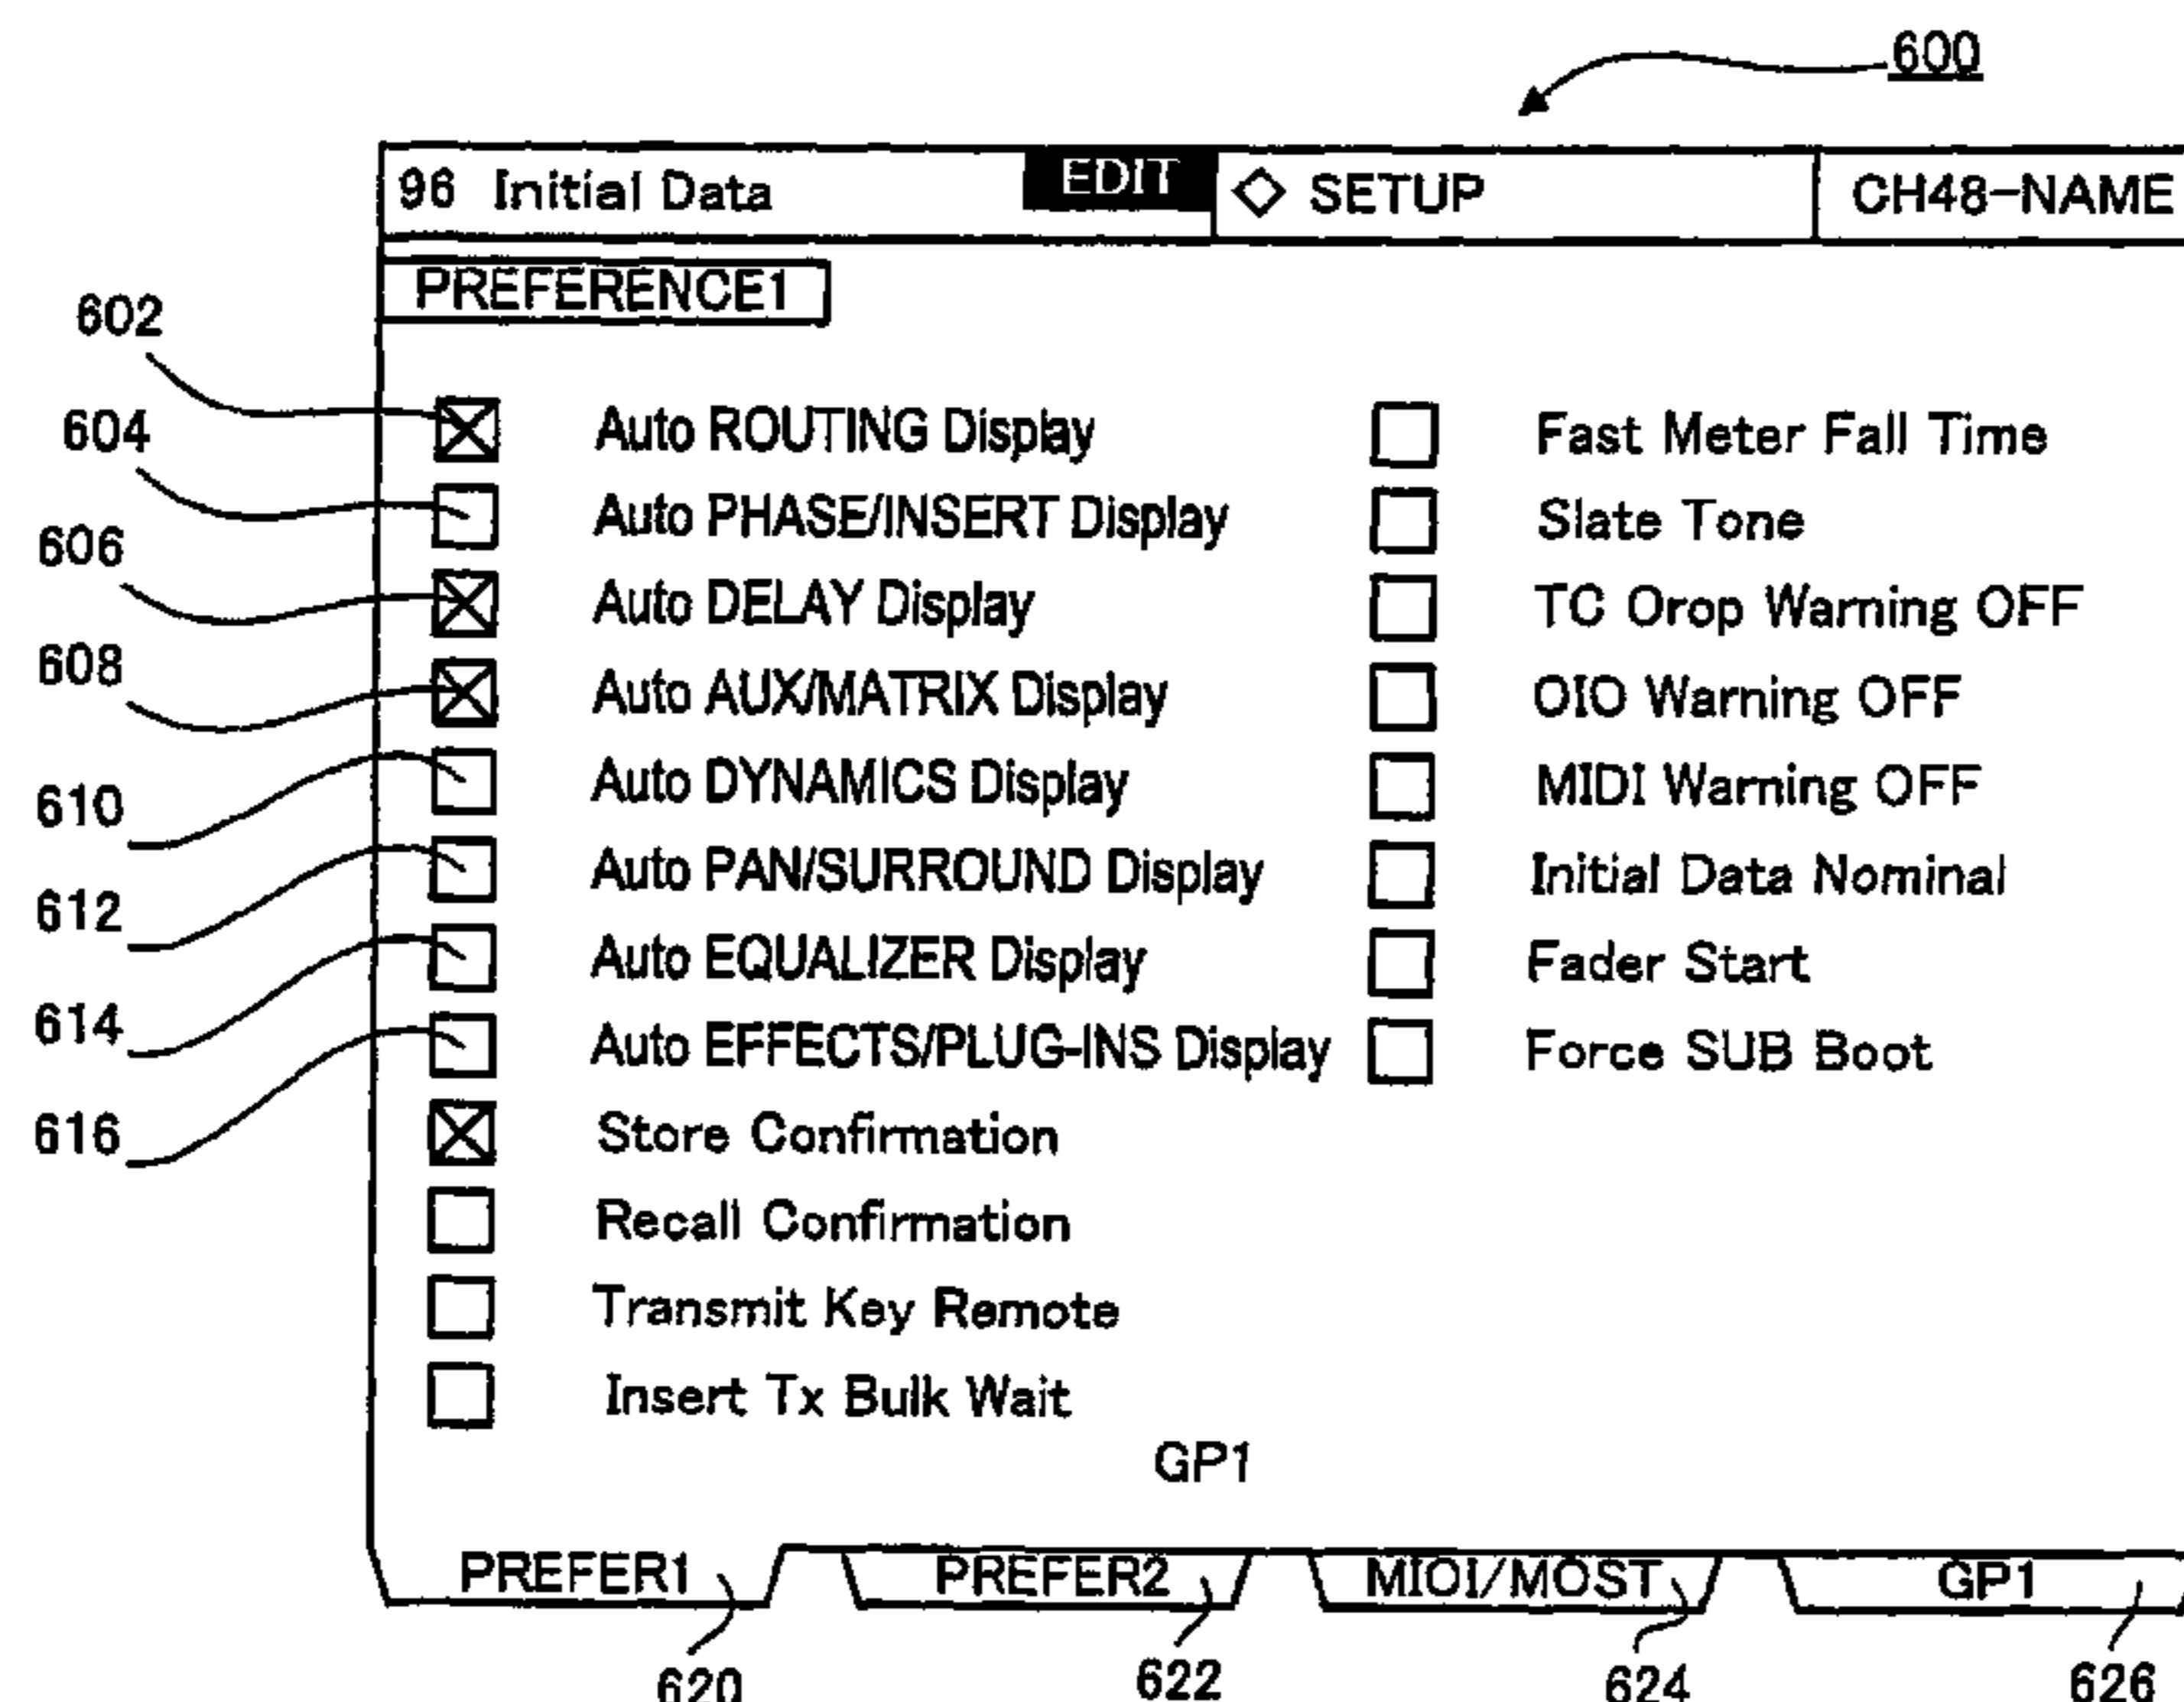 600
96 Initial Data EDIT ◇ SETUP CH48-NAME
PREFERENCE1
602
604
606
608
610
612
614
616
Auto ROUTING Display
Auto PHASE/INSERT Display
Auto DELAY Display
Auto AUX/MATRIX Display
Auto DYNAMICS Display
Auto PAN/SURROUND Display
Auto EQUALIZER Display
Auto EFFECTS/PLUG-INS Display
Store Confirmation
Recall Confirmation
Transmit Key Remote
Insert Tx Bulk Wait
Fast Meter Fall Time
Slate Tone
TC Orop Warning OFF
OIO Warning OFF
MIDI Warning OFF
Initial Data Nominal
Fader Start
Force SUB Boot
GP1
PREFER1 PREFER2 MIOI/MOST GP1
620 622 624 626